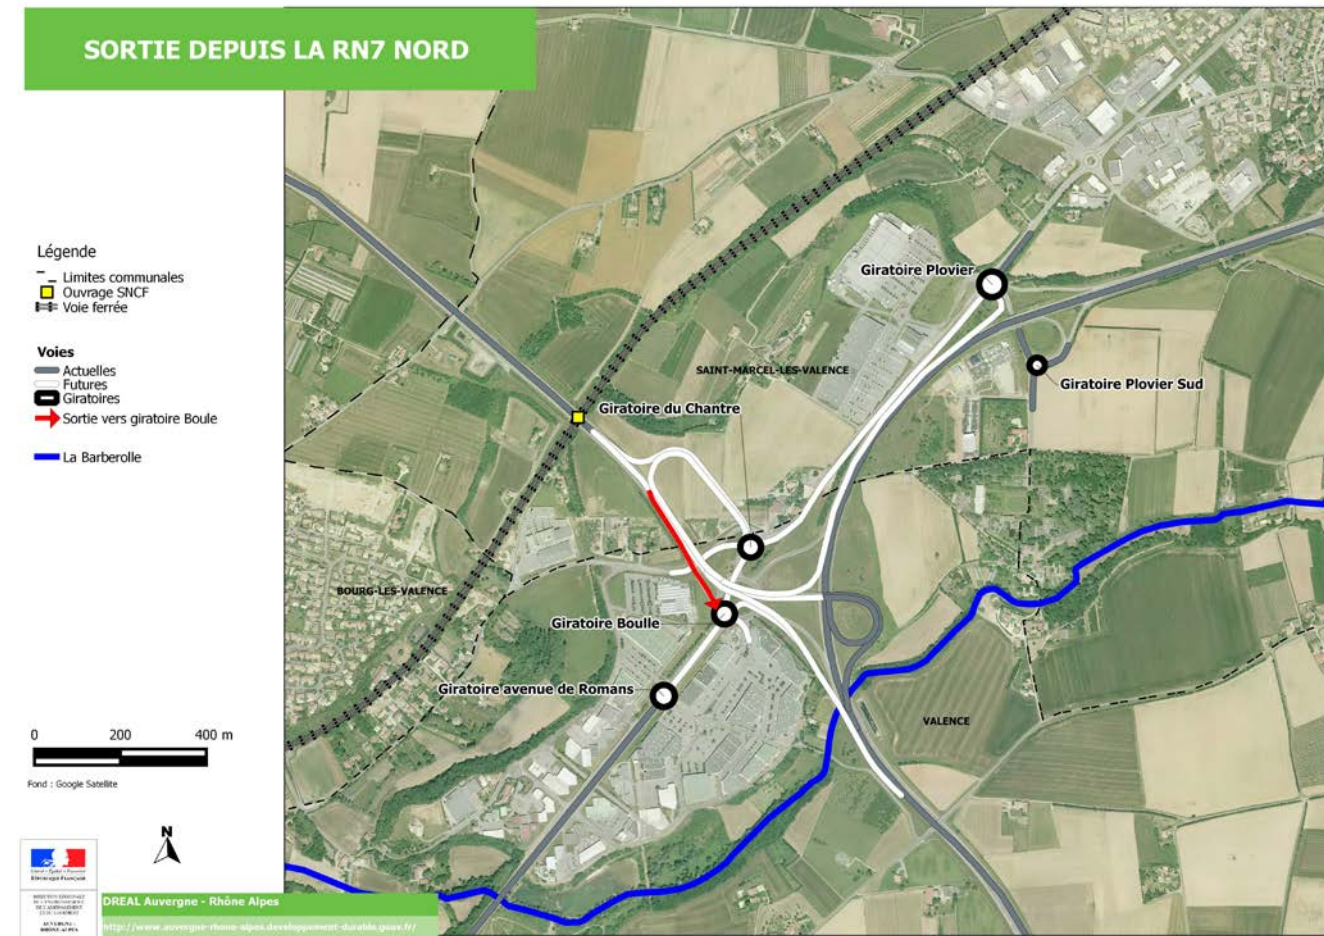 SORTIE DEPUIS LA RN7 NORD
Légende
Limites communales
Ouvrage SNCF
Voie ferrée
Voies
Actuelles
Futures
Giratoires
Sortie vers giratoire Boule
La Barberolle
Giratoire Plovier
SAINT-MARCEL-LES-VALENCE
Giratoire Plovier Sud
Giratoire du Chantre
BOURG-LES-VALENCE
Giratoire Boulle
Giratoire avenue de Romans
VALENCE
0 200 400 m
Fond : Google Satellite
N
RÉPUBLIQUE FRANÇAISE
DREAL Auvergne - Rhône Alpes
http://www.auvergne-rhone-alpes.developpement-durable.gouv.fr/